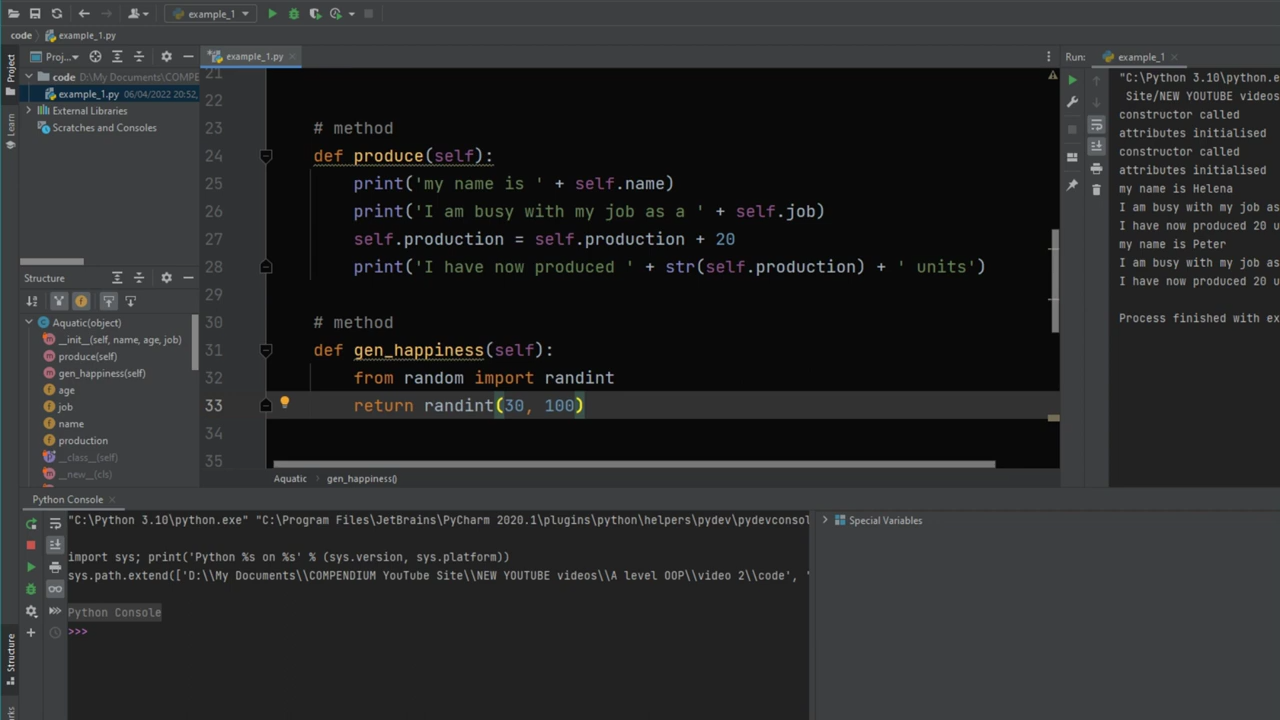 example_1
code
example_1.py
Project
Learn
Structure
Proj...
code D:\My Documents\COMPE
example_1.py 06/04/2022 20:52,
External Libraries
Scratches and Consoles
Structure
Aquatic(object)
__init__(self, name, age, job)
produce(self)
gen_happiness(self)
age
job
name
production
__class__(self)
__new__(cls)
example_1.py
21
22
23 # method
24 def produce(self):
25 print('my name is ' + self.name)
26 print('I am busy with my job as a ' + self.job)
27 self.production = self.production + 20
28 print('I have now produced ' + str(self.production) + ' units')
29
30 # method
31 def gen_happiness(self):
32 from random import randint
33 return randint(30, 100)
34
35
Aquatic › gen_happiness()
Run: example_1
"C:\Python 3.10\python.e
Site/NEW YOUTUBE videos
constructor called
attributes initialised
constructor called
attributes initialised
my name is Helena
I am busy with my job as
I have now produced 20 u
my name is Peter
I am busy with my job as
I have now produced 20 u
Process finished with ex
Python Console
"C:\Python 3.10\python.exe" "C:\Program Files\JetBrains\PyCharm 2020.1\plugins\python\helpers\pydev\pydevconsol
import sys; print('Python %s on %s' % (sys.version, sys.platform))
sys.path.extend(['D:\\My Documents\\COMPENDIUM YouTube Site\\NEW YOUTUBE videos\\A level OOP\\video 2\\code', '
Python Console
>>>
Special Variables